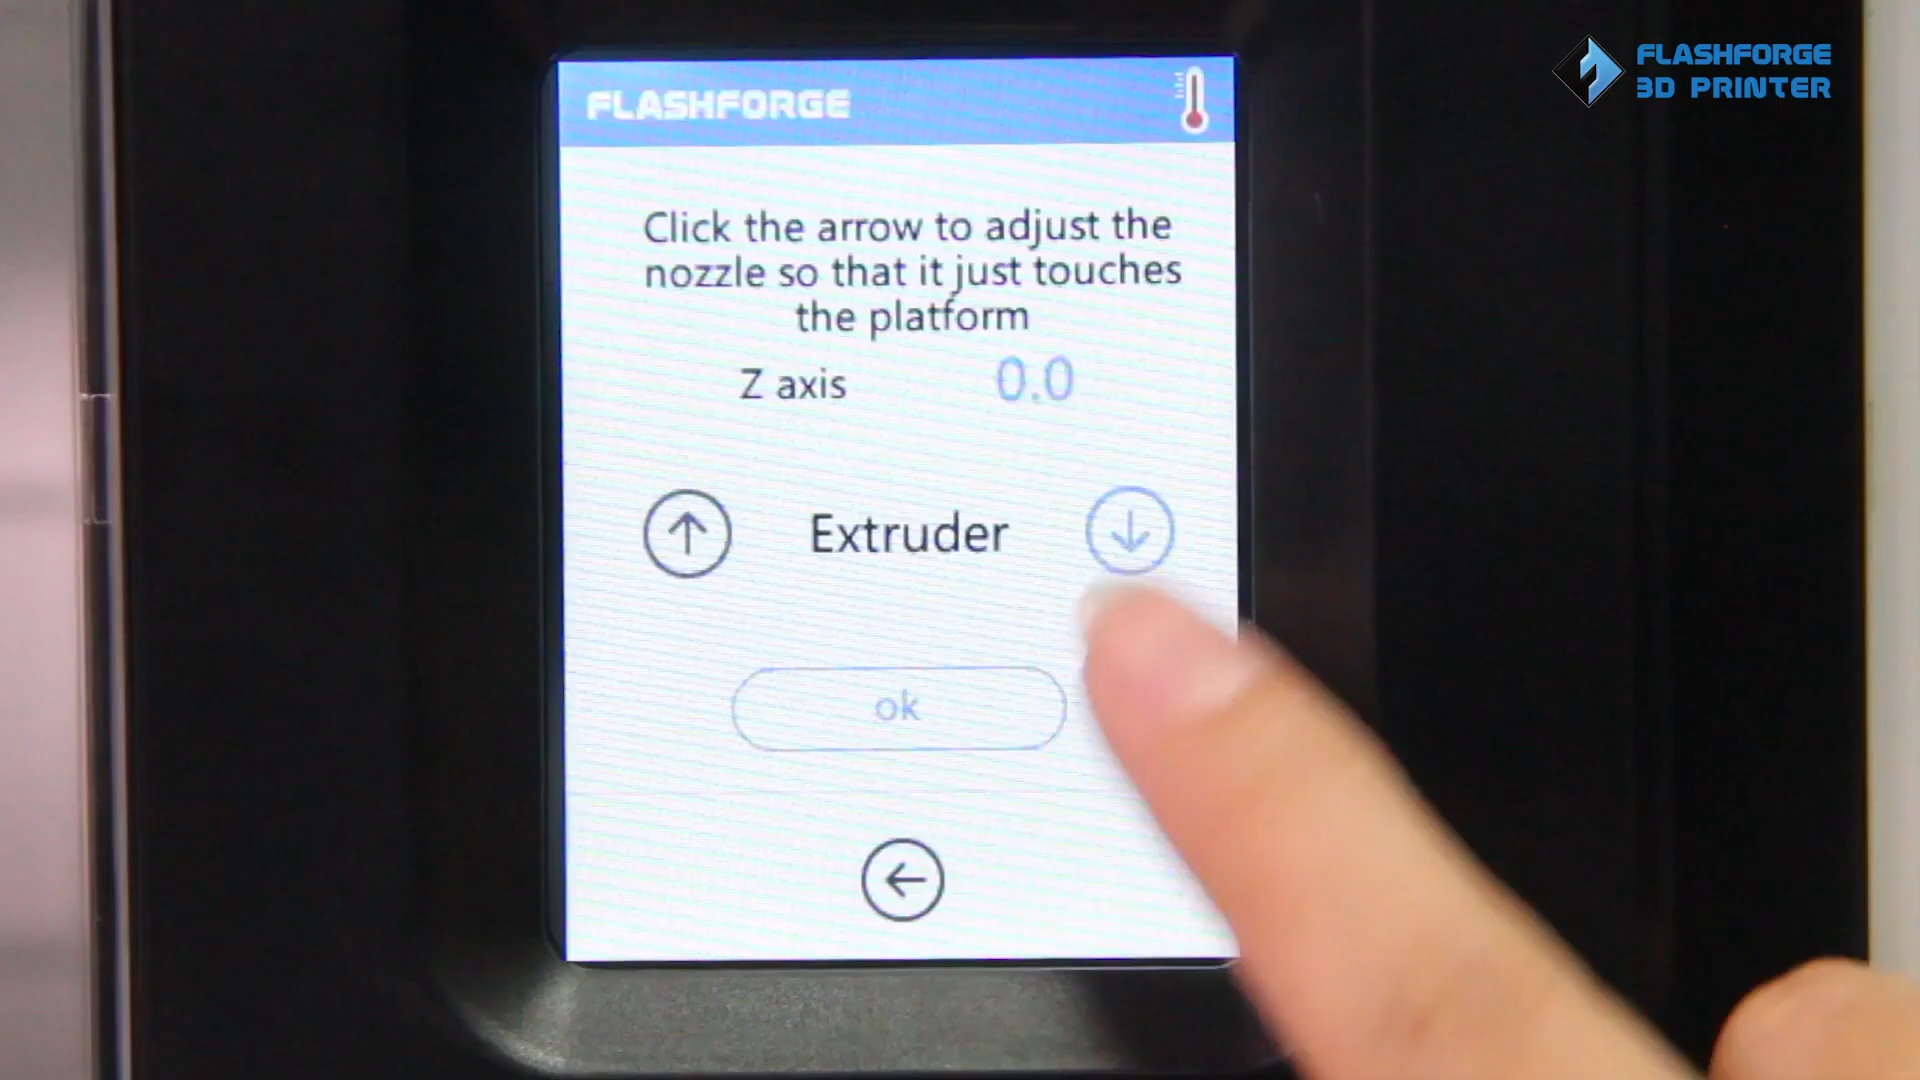 FLASHFORGE
FLASHFORGE
3D PRINTER
Click the arrow to adjust the
nozzle so that it just touches
the platform
Z axis 0.0
Extruder
ok